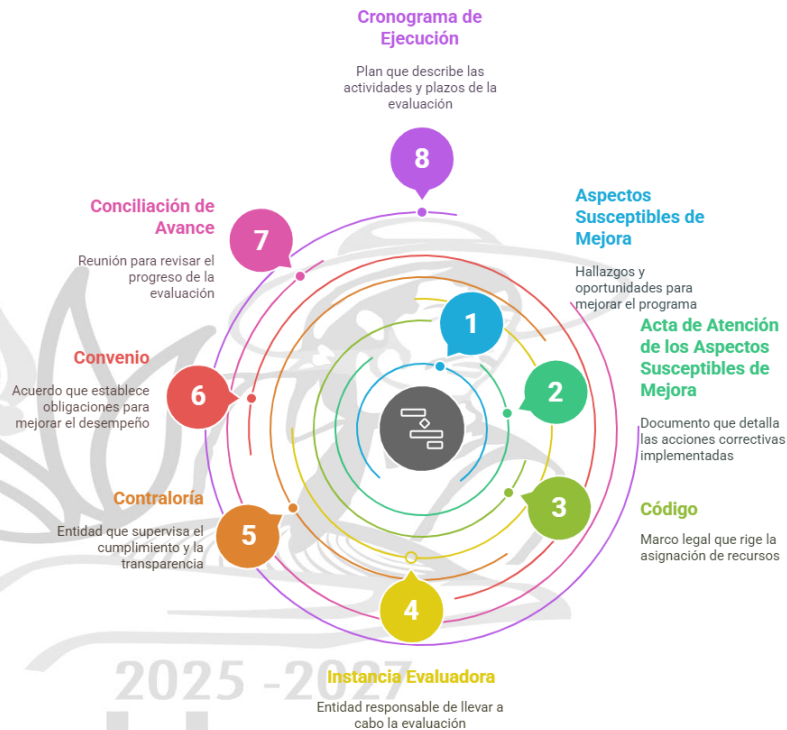 Cronograma de
Ejecución
Plan que describe las
actividades y plazos de la
evaluación
8
Conciliación de
Avance
Reunión para revisar el
progreso de la
evaluación
7
Aspectos
Susceptibles de
Mejora
Hallazgos y
oportunidades para
mejorar el programa
1
Acta de Atención
de los Aspectos
Susceptibles de
Mejora
Documento que detalla
las acciones correctivas
implementadas
2
Convenio
Acuerdo que establece
obligaciones para
mejorar el desempeño
6
Código
Marco legal que rige la
asignación de recursos
3
Contraloría
Entidad que supervisa el
cumplimiento y la
transparencia
5
4
Instancia Evaluadora
Entidad responsable de llevar a
cabo la evaluación
2025 -2027